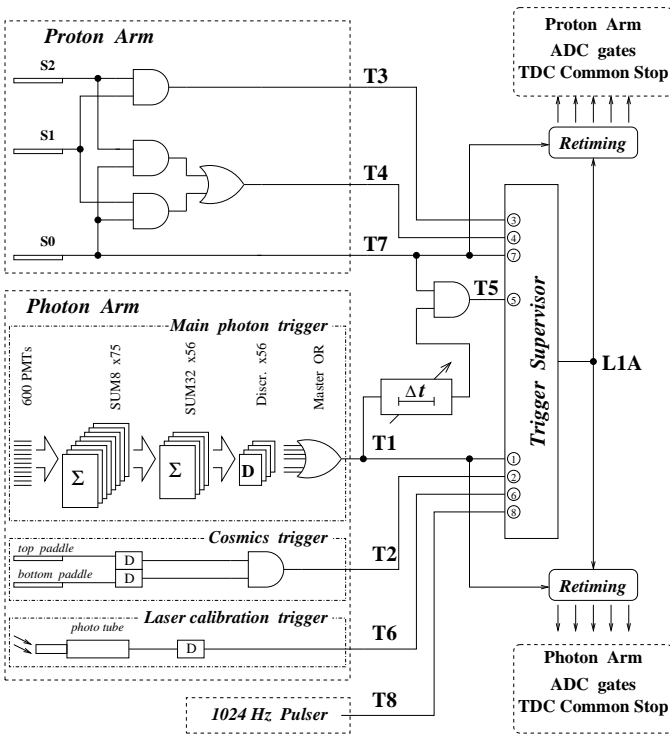 Proton Arm
S2
S1
S0
T3
T4
T7
T5
Proton Arm
ADC gates
TDC Common Stop
Retiming
3
4
7
5
Trigger Supervisor
L1A
Photon Arm
Main photon trigger
600 PMTs
SUM8 x75
SUM32 x56
Discr. x56
Master OR
Σ
Σ
D
Δt
T1
1
2
6
8
Cosmics trigger
top paddle
D
bottom paddle
D
T2
Laser calibration trigger
photo tube
D
T6
1024 Hz Pulser
T8
Retiming
Photon Arm
ADC gates
TDC Common Stop